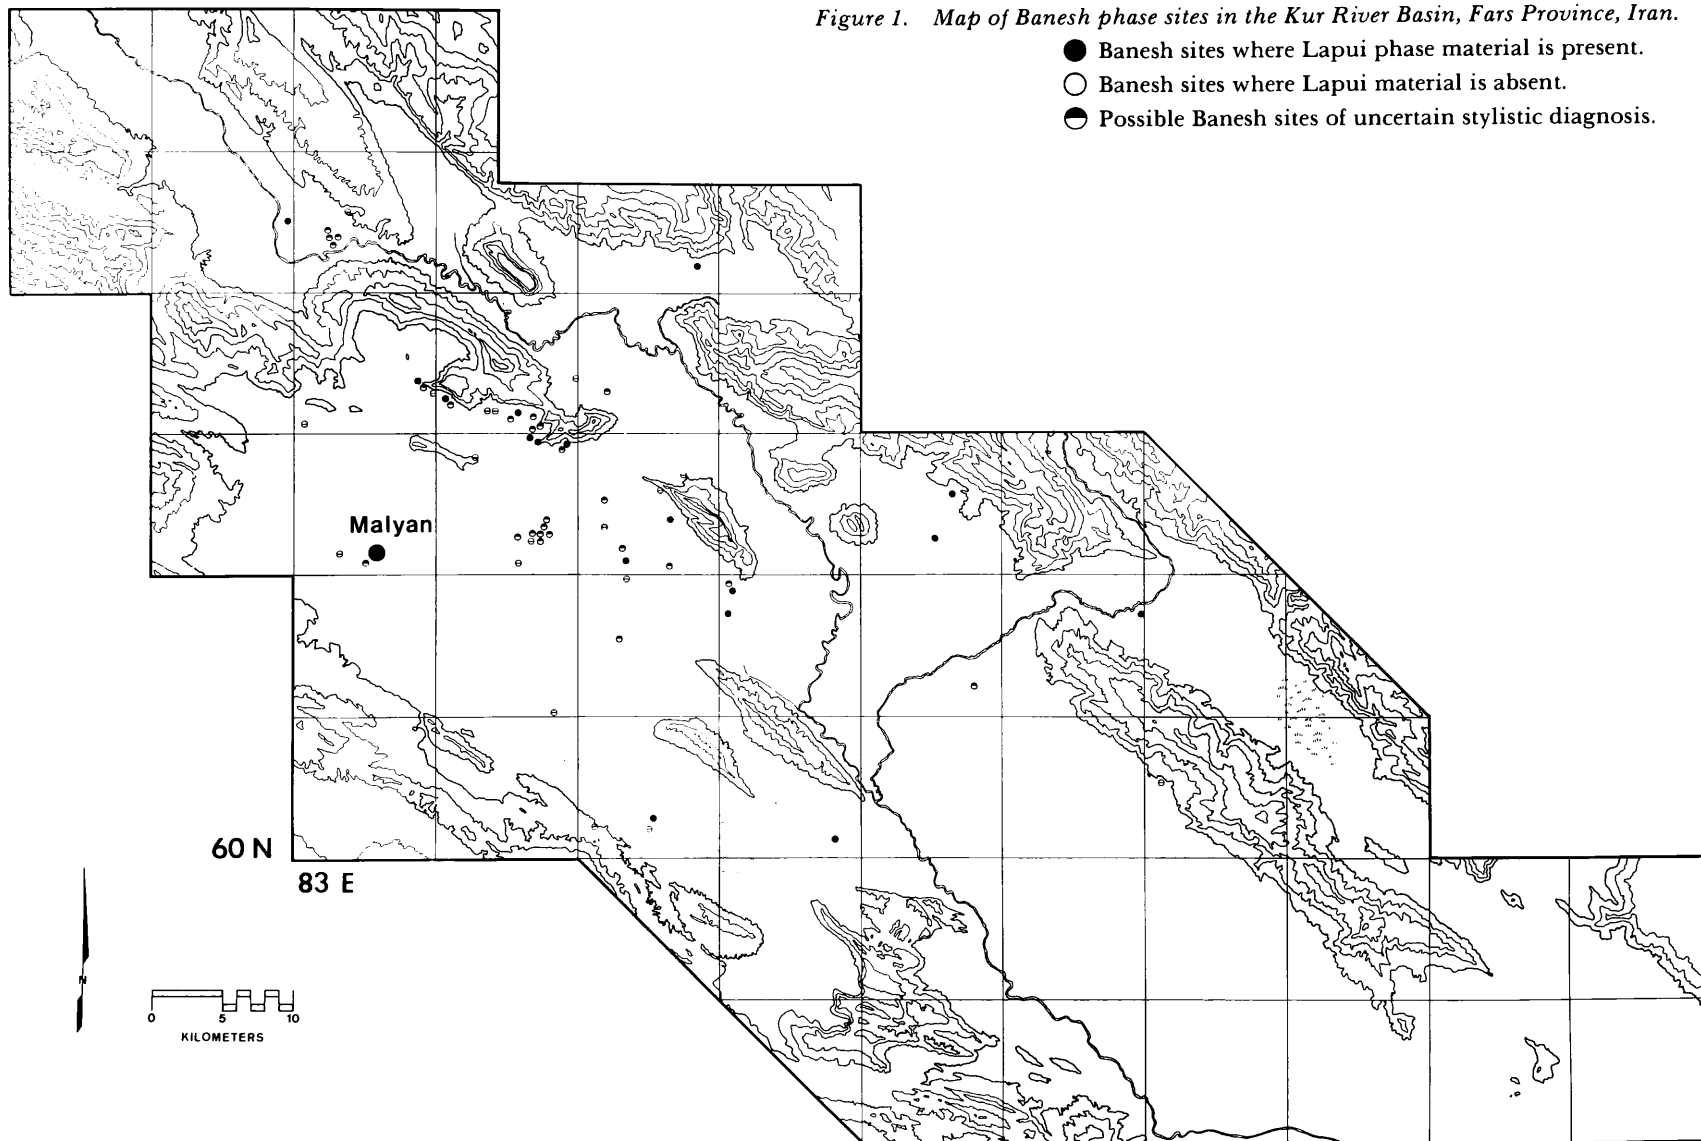 Figure 1. Map of Banesh phase sites in the Kur River Basin, Fars Province, Iran.
Banesh sites where Lapui phase material is present.
Banesh sites where Lapui material is absent.
Possible Banesh sites of uncertain stylistic diagnosis.
Malyan
60 N
83 E
N
0 5 10
KILOMETERS